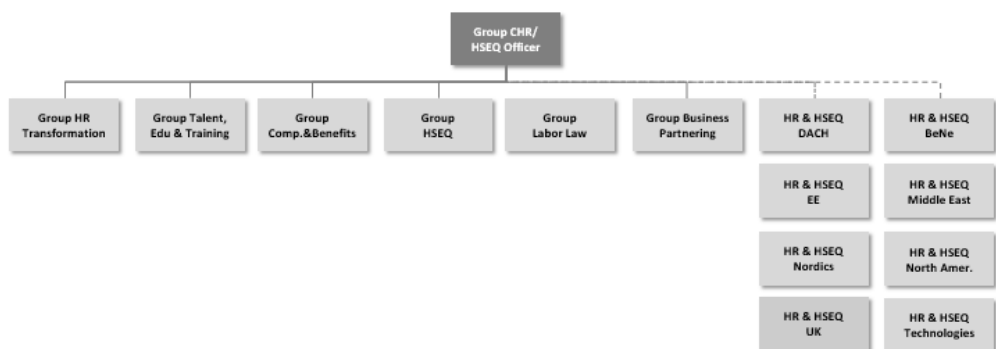 Group CHR/
HSEQ Officer
Group HR
Transformation
Group Talent,
Edu & Training
Group
Comp.&Benefits
Group
HSEQ
Group
Labor Law
Group Business
Partnering
HR & HSEQ
DACH
HR & HSEQ
BeNe
HR & HSEQ
EE
HR & HSEQ
Middle East
HR & HSEQ
Nordics
HR & HSEQ
North Amer.
HR & HSEQ
UK
HR & HSEQ
Technologies